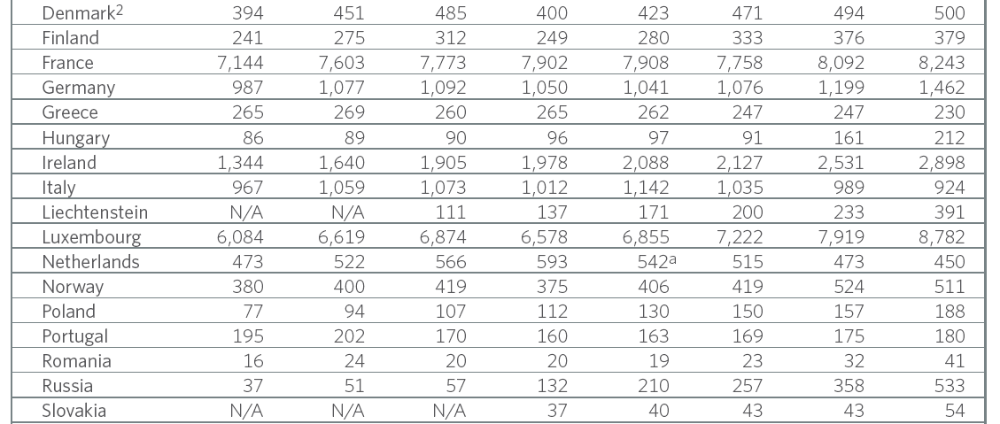 Denmark2 394 451 485 400 423 471 494 500
Finland 241 275 312 249 280 333 376 379
France 7,144 7,603 7,773 7,902 7,908 7,758 8,092 8,243
Germany 987 1,077 1,092 1,050 1,041 1,076 1,199 1,462
Greece 265 269 260 265 262 247 247 230
Hungary 86 89 90 96 97 91 161 212
Ireland 1,344 1,640 1,905 1,978 2,088 2,127 2,531 2,898
Italy 967 1,059 1,073 1,012 1,142 1,035 989 924
Liechtenstein N/A N/A 111 137 171 200 233 391
Luxembourg 6,084 6,619 6,874 6,578 6,855 7,222 7,919 8,782
Netherlands 473 522 566 593 542a 515 473 450
Norway 380 400 419 375 406 419 524 511
Poland 77 94 107 112 130 150 157 188
Portugal 195 202 170 160 163 169 175 180
Romania 16 24 20 20 19 23 32 41
Russia 37 51 57 132 210 257 358 533
Slovakia N/A N/A N/A 37 40 43 43 54